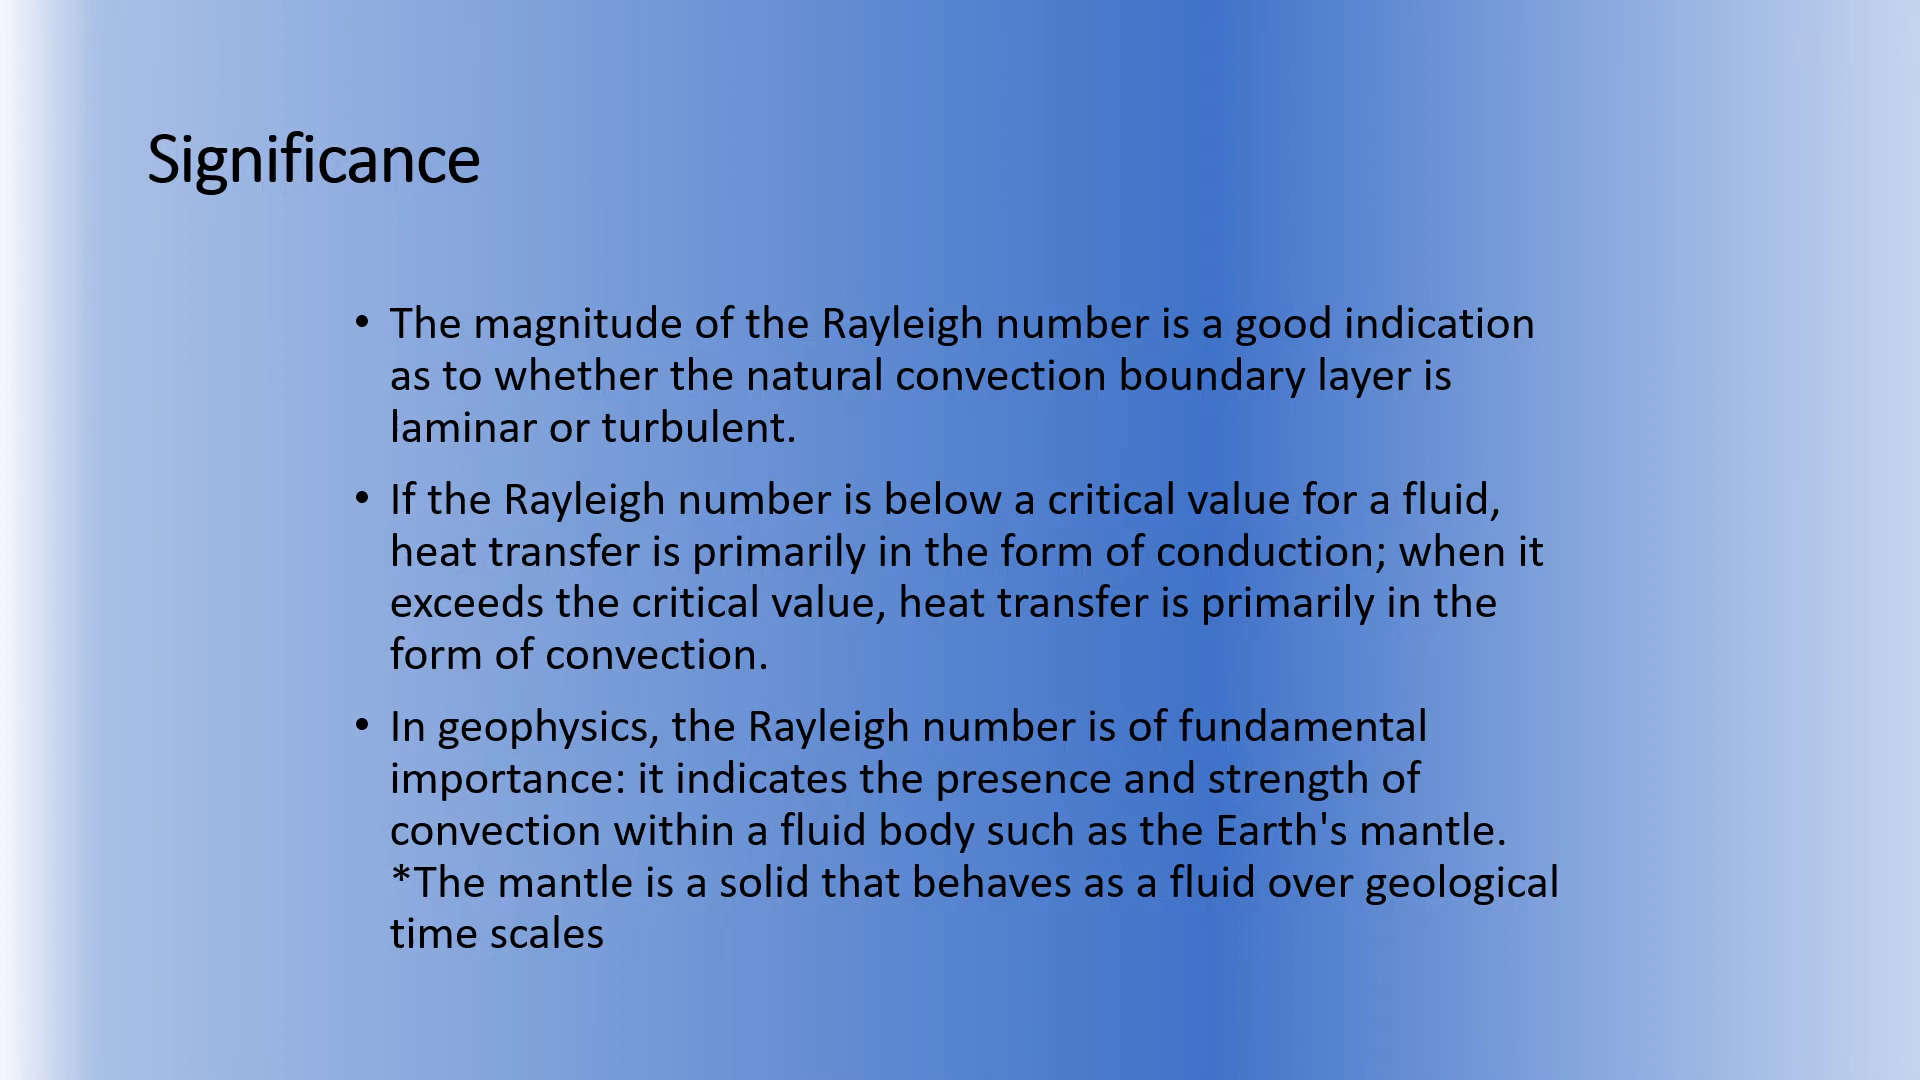 Significance
• The magnitude of the Rayleigh number is a good indication
as to whether the natural convection boundary layer is
laminar or turbulent.
• If the Rayleigh number is below a critical value for a fluid,
heat transfer is primarily in the form of conduction; when it
exceeds the critical value, heat transfer is primarily in the
form of convection.
• In geophysics, the Rayleigh number is of fundamental
importance: it indicates the presence and strength of
convection within a fluid body such as the Earth's mantle.
*The mantle is a solid that behaves as a fluid over geological
time scales